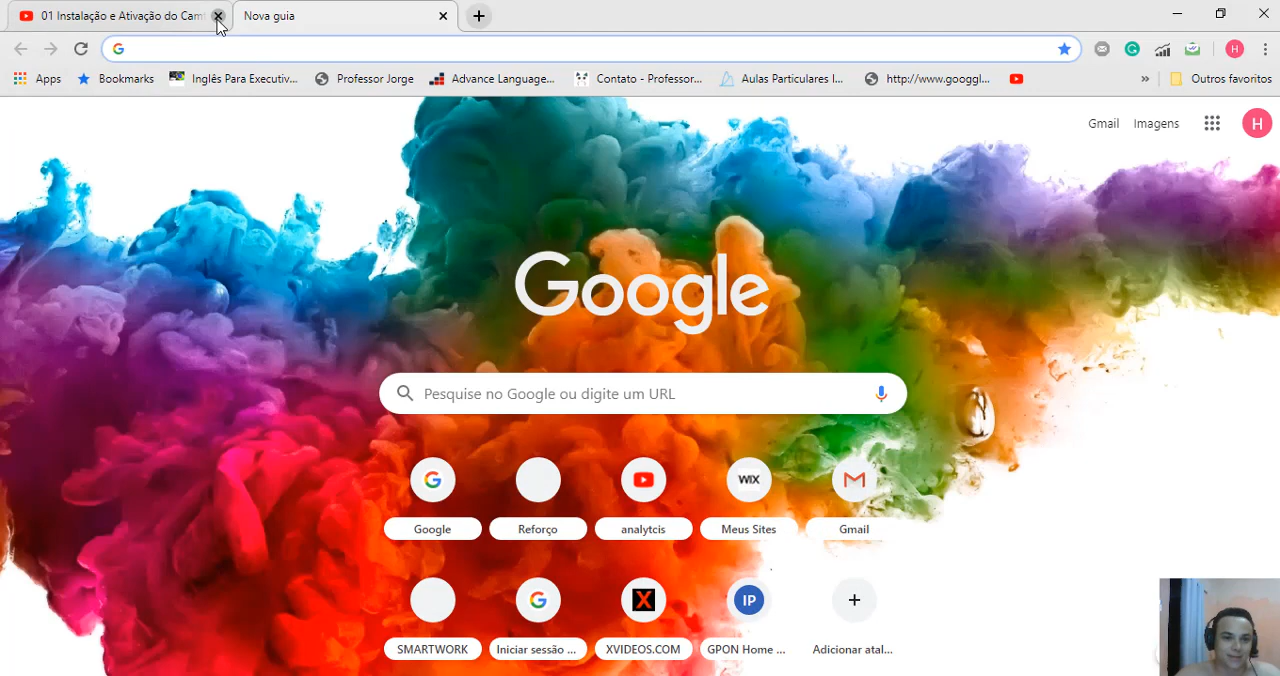 01 Instalação e Ativação do Cam
Nova guia
Apps
Bookmarks
Inglês Para Executiv...
Professor Jorge
Advance Language...
Contato - Professor...
Aulas Particulares I...
http://www.googgl...
»
Outros favoritos
Gmail
Imagens
H
H
Google
Pesquise no Google ou digite um URL
WIX
Google
Reforço
analytcis
Meus Sites
Gmail
X
IP
SMARTWORK
Iniciar sessão ...
XVIDEOS.COM
GPON Home ...
Adicionar atal...